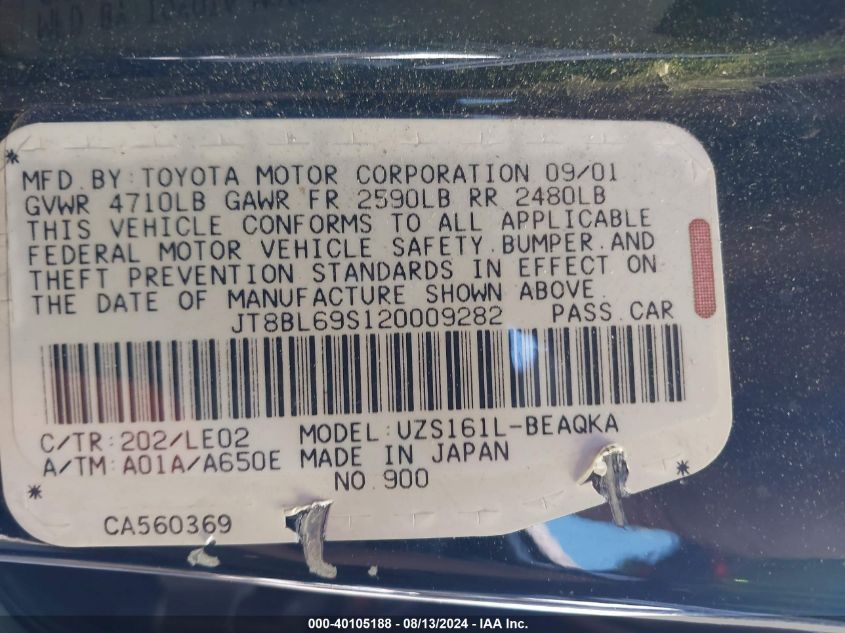 MFD. BY: TOYOTA MOTOR CORPORATION 09/01
GVWR 4710LB GAWR FR 2590LB RR 2480LB
THIS VEHICLE CONFORMS TO ALL APPLICABLE
FEDERAL MOTOR VEHICLE SAFETY.BUMPER.AND
THEFT PREVENTION STANDARDS IN EFFECT ON
THE DATE OF MANUFACTURE SHOWN ABOVE.
JT8BL69S120009282 PASS.CAR
C/TR:202/LE02 MODEL:UZS161L-BEAQKA
A/TM:A01A/A650E MADE IN JAPAN
NO.900
CA560369
000-40105188 - 08/13/2024 - IAA Inc.